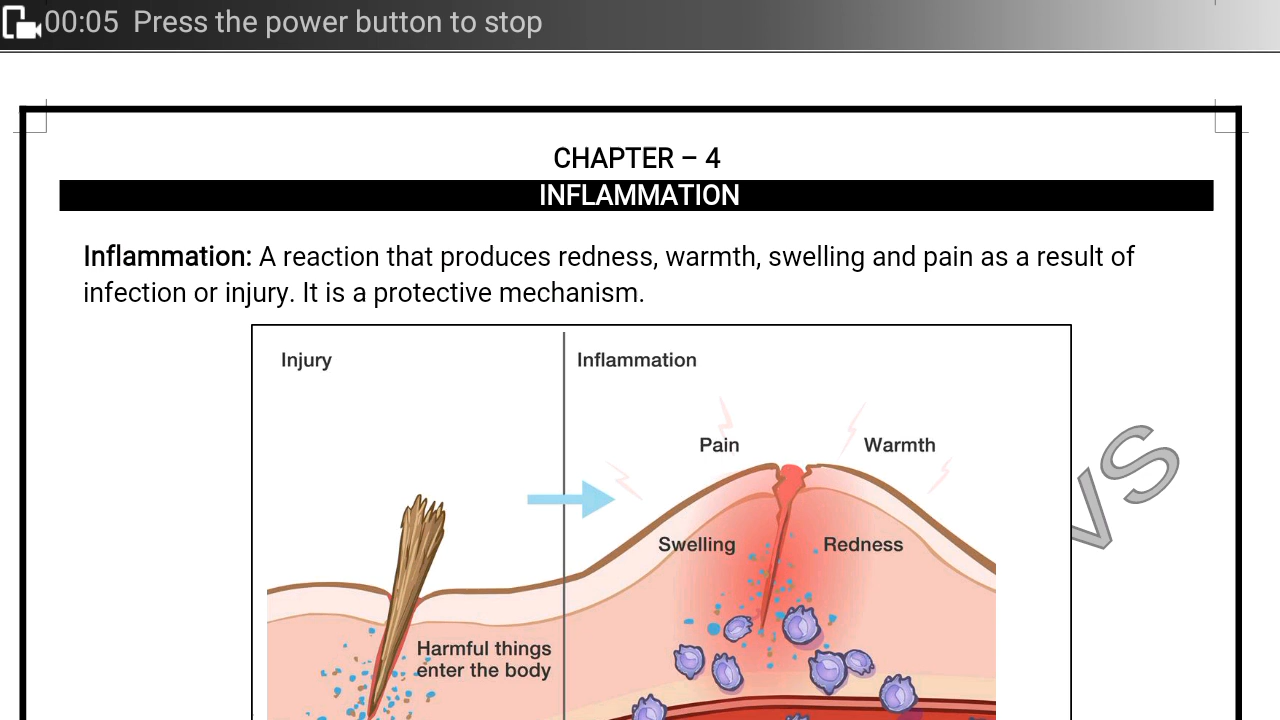 00:05 Press the power button to stop
CHAPTER – 4
INFLAMMATION
Inflammation: A reaction that produces redness, warmth, swelling and pain as a result of
infection or injury. It is a protective mechanism.
Injury
Inflammation
Pain
Warmth
Swelling
Redness
Harmful things
enter the body
VS